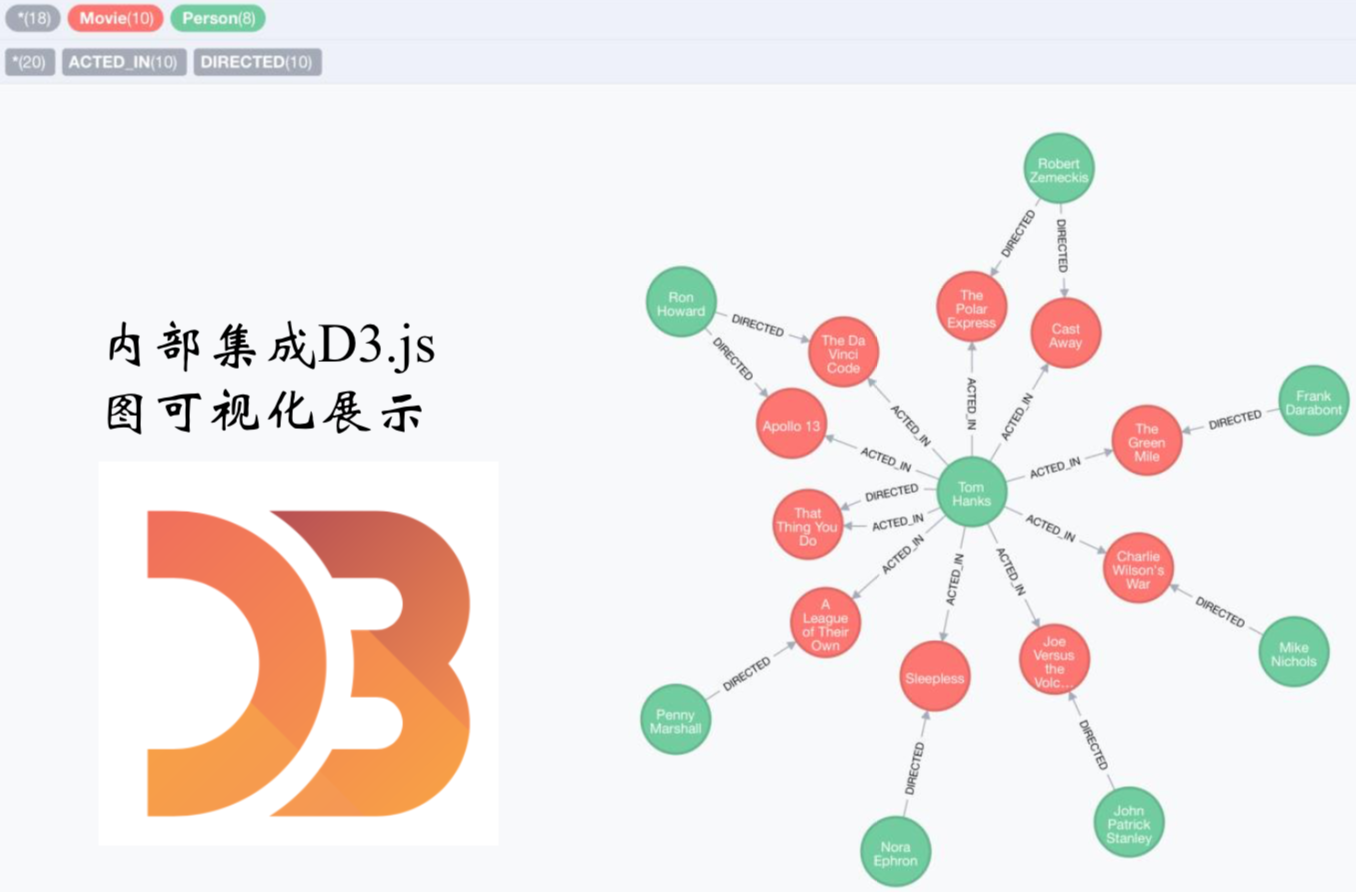 *(18) Movie(10) Person(8)
*(20) ACTED_IN(10) DIRECTED(10)
内部集成D3.js
图可视化展示
D3
Robert
Zemeckis
DIRECTED
DIRECTED
Ron
Howard
DIRECTED
DIRECTED
The
Polar
Express
Cast
Away
The Da
Vinci
Code
Apollo 13
ACTED_IN
ACTED_IN
ACTED_IN
ACTED_IN
Frank
Darabont
DIRECTED
The
Green
Mile
ACTED_IN
Tom
Hanks
DIRECTED
ACTED_IN
That
Thing You
Do
ACTED_IN
ACTED_IN
ACTED_IN
ACTED_IN
Charlie
Wilson's
War
DIRECTED
Mike
Nichols
A
League
of Their
Own
DIRECTED
Penny
Marshall
Sleepless
Joe
Versus
the
Volc...
DIRECTED
DIRECTED
Nora
Ephron
John
Patrick
Stanley